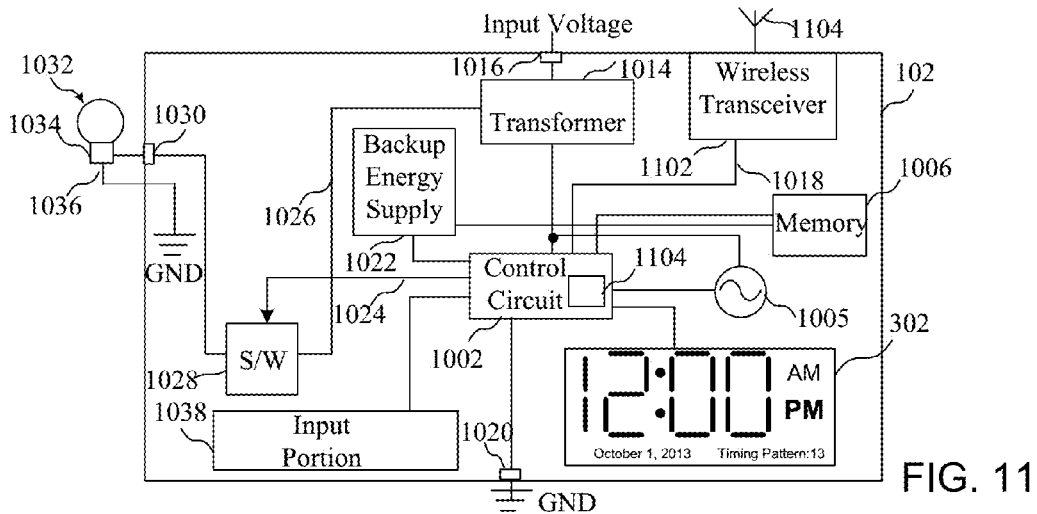 Input Voltage
1104
1032
1016
1014
Wireless
Transceiver
102
1034
1030
Transformer
Backup
Energy
Supply
1102
1018
1006
1036
1026
Memory
GND
1022
Control
Circuit
1104
1024
1005
302
S/W
1002
1028
12:00
AM
PM
1038
Input
Portion
1020
October 1, 2013
Timing Pattern:13
GND
FIG. 11